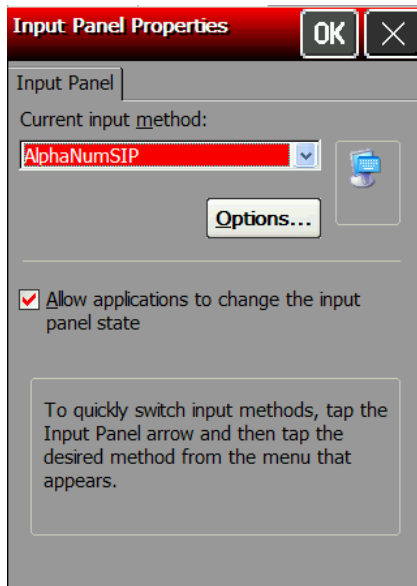 Input Panel Properties
OK
Input Panel
Current input method:
AlphaNumSIP
Options...
Allow applications to change the input
panel state
To quickly switch input methods, tap the
Input Panel arrow and then tap the
desired method from the menu that
appears.